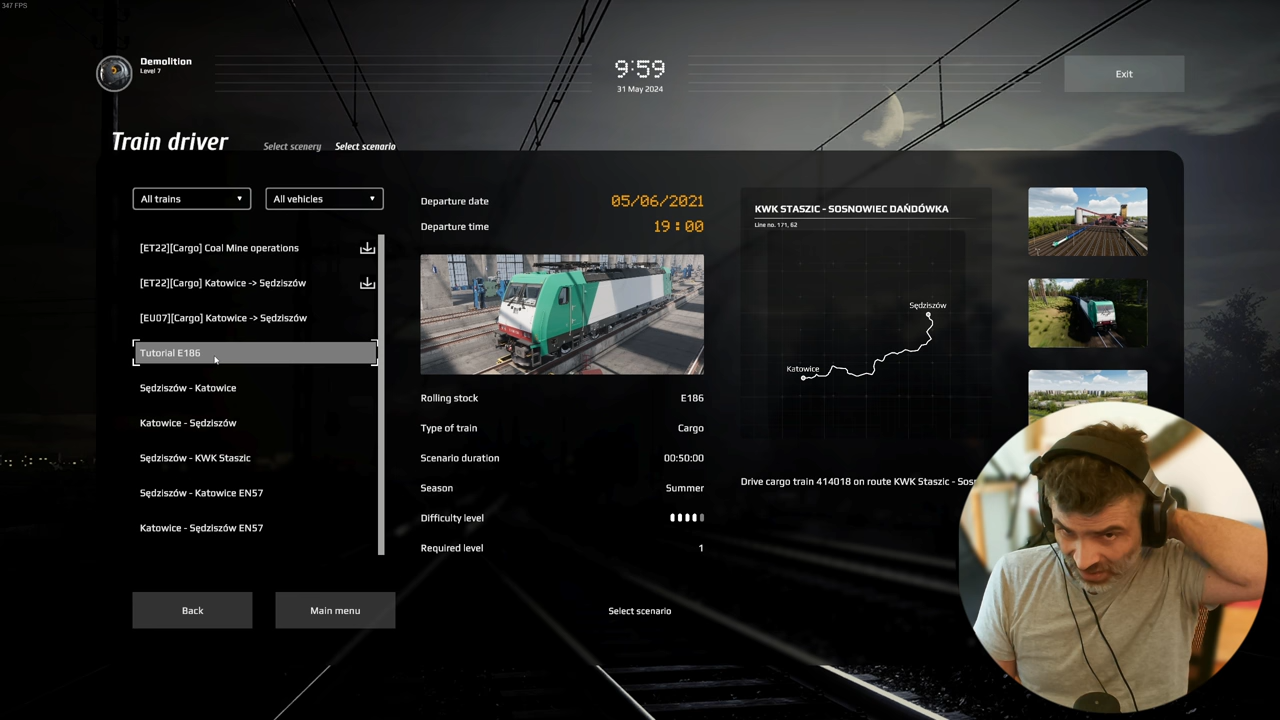 347 FPS
Demolition
Level 7
9:59
31 May 2024
Exit
Train driver
Select scenery
Select scenario
All trains
All vehicles
[ET22][Cargo] Coal Mine operations
[ET22][Cargo] Katowice -> Sędziszów
[EU07][Cargo] Katowice -> Sędziszów
Tutorial E186
Sędziszów - Katowice
Katowice - Sędziszów
Sędziszów - KWK Staszic
Sędziszów - Katowice EN57
Katowice - Sędziszów EN57
Back
Main menu
Departure date 05/06/2021
Departure time 19:00
Rolling stock E186
Type of train Cargo
Scenario duration 00:50:00
Season Summer
Difficulty level
Required level 1
Select scenario
KWK STASZIC - SOSNOWIEC DAŃDÓWKA
Line no. 171, 62
Sędziszów
Katowice
Drive cargo train 414018 on route KWK Staszic -